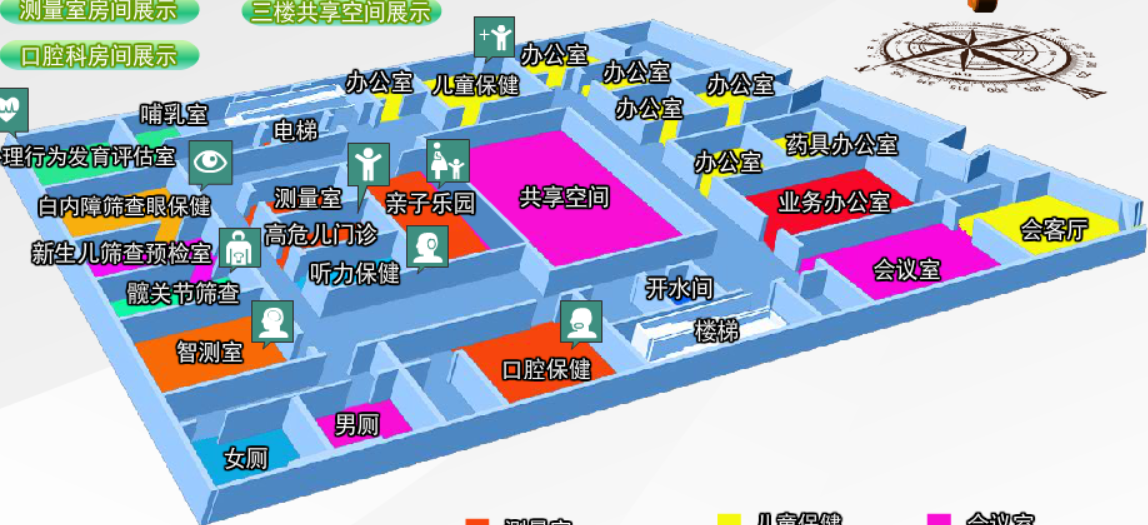 测量室房间展示
三楼共享空间展示
口腔科房间展示
办公室
办公室
儿童保健
办公室
办公室
办公室
哺乳室
电梯
理行为发育评估室
药具办公室
办公室
测量室
亲子乐园
共享空间
业务办公室
白内障筛查眼保健
高危儿门诊
会客厅
新生儿筛查预检室
听力保健
会议室
髋关节筛查
开水间
楼梯
智测室
口腔保健
男厕
女厕
测量室
儿童保健
会议室